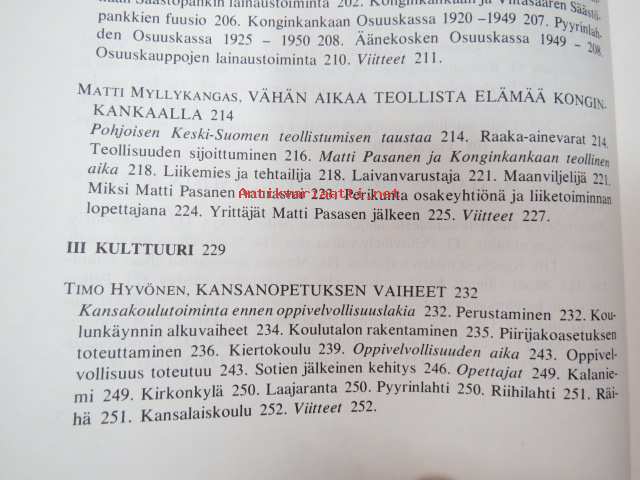 maan Säästöpankin lainaustoiminta 202. Konginkankaan ja Viitasaaren Säästö-
pankkien fuusio 206. Konginkankaan Osuuskassa 1920 –1949 207. Pyyrinlah-
den Osuuskassa 1925 - 1950 208. Äänekosken Osuuskassa 1949 – 208.
Osuuskauppojen lainaustoiminta 210. Viitteet 211.
MATTI MYLLYKANGAS, VÄHÄN AIKAA TEOLLISTA ELÄMÄÄ KONGIN-
KANKAALLA 214
Pohjoisen Keski-Suomen teollistumisen taustaa 214. Raaka-ainevarat 214.
Teollisuuden sijoittuminen 216. Matti Pasanen ja Konginkankaan teollinen
aika 218. Liikemies ja tehtailija 218. Laivanvarustaja 221. Maanviljelijä 221.
Miksi Matti Pasanen 223. Perikunta osakeyhtiönä ja liiketoiminnan
lopettajana 224. Yrittäjät Matti Pasasen jälkeen 225. Viitteet 227.
III KULTTUURI 229
TIMO HYVÖNEN, KANSANOPETUKSEN VAIHEET 232
Kansakoulutoiminta ennen oppivelvollisuuslakia 232. Perustaminen 232. Kou-
lunkäynnin alkuvaiheet 234. Koulutalon rakentaminen 235. Piirijakoasetuksen
toteuttaminen 236. Kiertokoulu 239. Oppivelvollisuuden aika 243. Oppivel-
vollisuus toteutuu 243. Sotien jälkeinen kehitys 246. Opettajat 249. Kalanie-
mi 249. Kirkonkylä 250. Laajaranta 250. Pyyrinlahti 250. Riihilahti 251. Räi-
hä 251. Kansalaiskoulu 252. Viitteet 252.